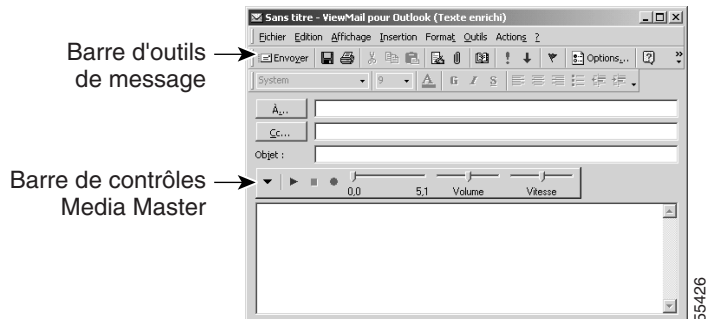 Sans titre - ViewMail pour Outlook (Texte enrichi)
Fichier Edition Affichage Insertion Format Outils Actions ?
Barre d'outils
de message
Envoyer Options...
System 9 A G I S
À...
Cc...
Objet :
Barre de contrôles
Media Master
0,0 5,1 Volume Vitesse
55426